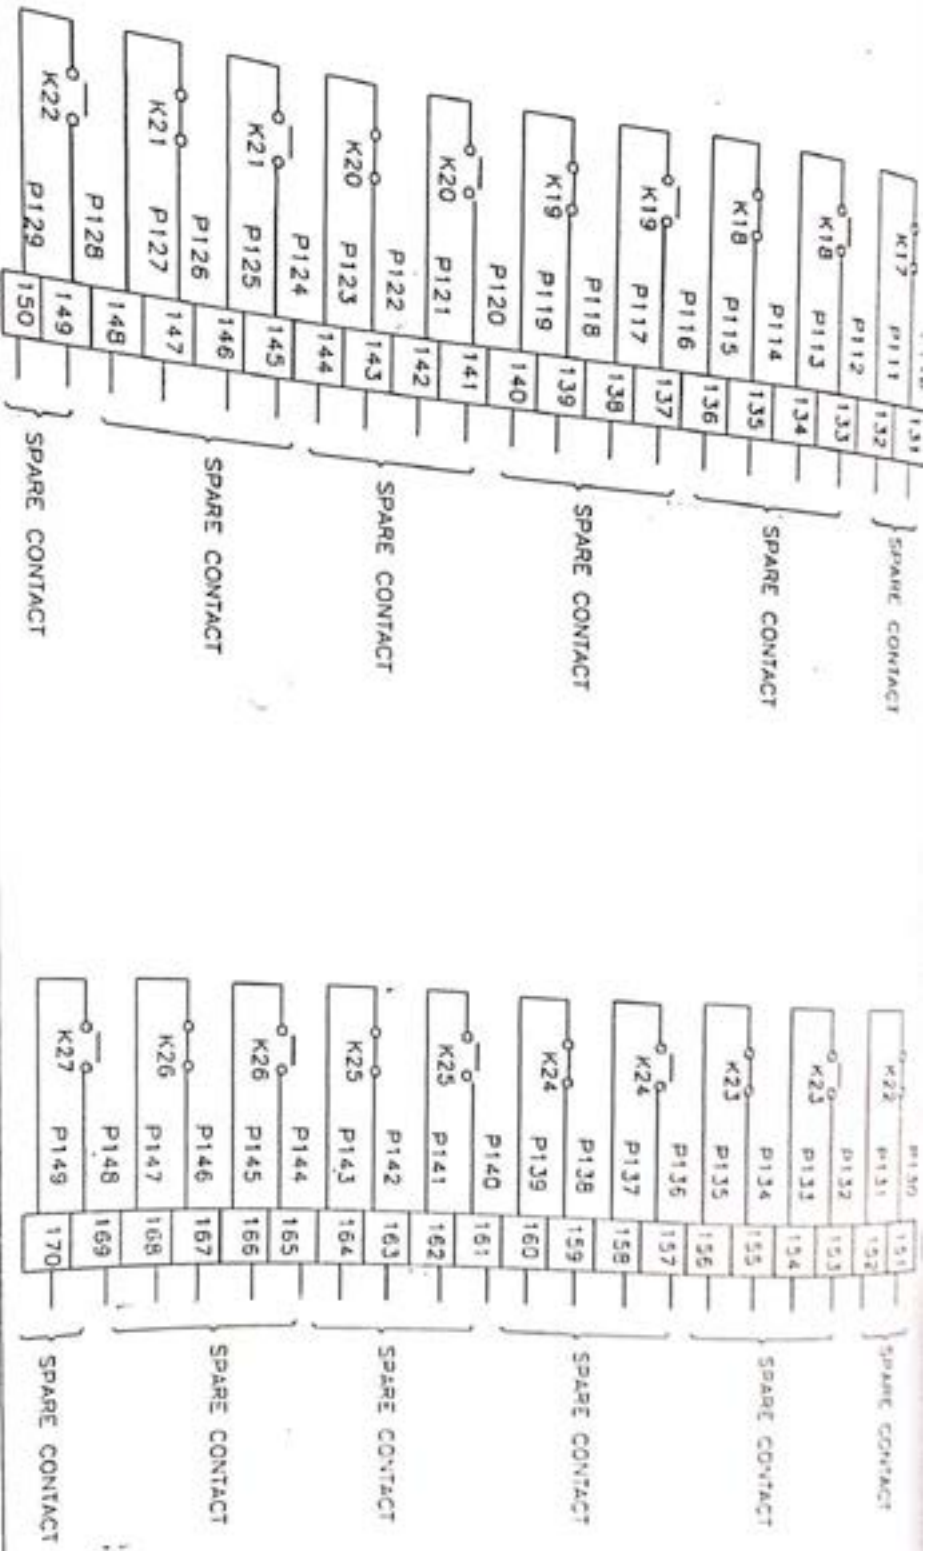 K17
K18
K18
K19
K19
K20
K20
K21
K21
K22
P111
P112
P113
P114
P115
P116
P117
P118
P119
P120
P121
P122
P123
P124
P125
P126
P127
P128
P129
131
132
133
134
135
136
137
138
139
140
141
142
143
144
145
146
147
148
149
150
SPARE CONTACT
SPARE CONTACT
SPARE CONTACT
SPARE CONTACT
SPARE CONTACT
SPARE CONTACT
K22
K23
K23
K24
K24
K25
K25
K26
K26
K27
P130
P131
P132
P133
P134
P135
P136
P137
P138
P139
P140
P141
P142
P143
P144
P145
P146
P147
P148
P149
151
152
153
154
155
156
157
158
159
160
161
162
163
164
165
166
167
168
169
170
SPARE CONTACT
SPARE CONTACT
SPARE CONTACT
SPARE CONTACT
SPARE CONTACT
SPARE CONTACT